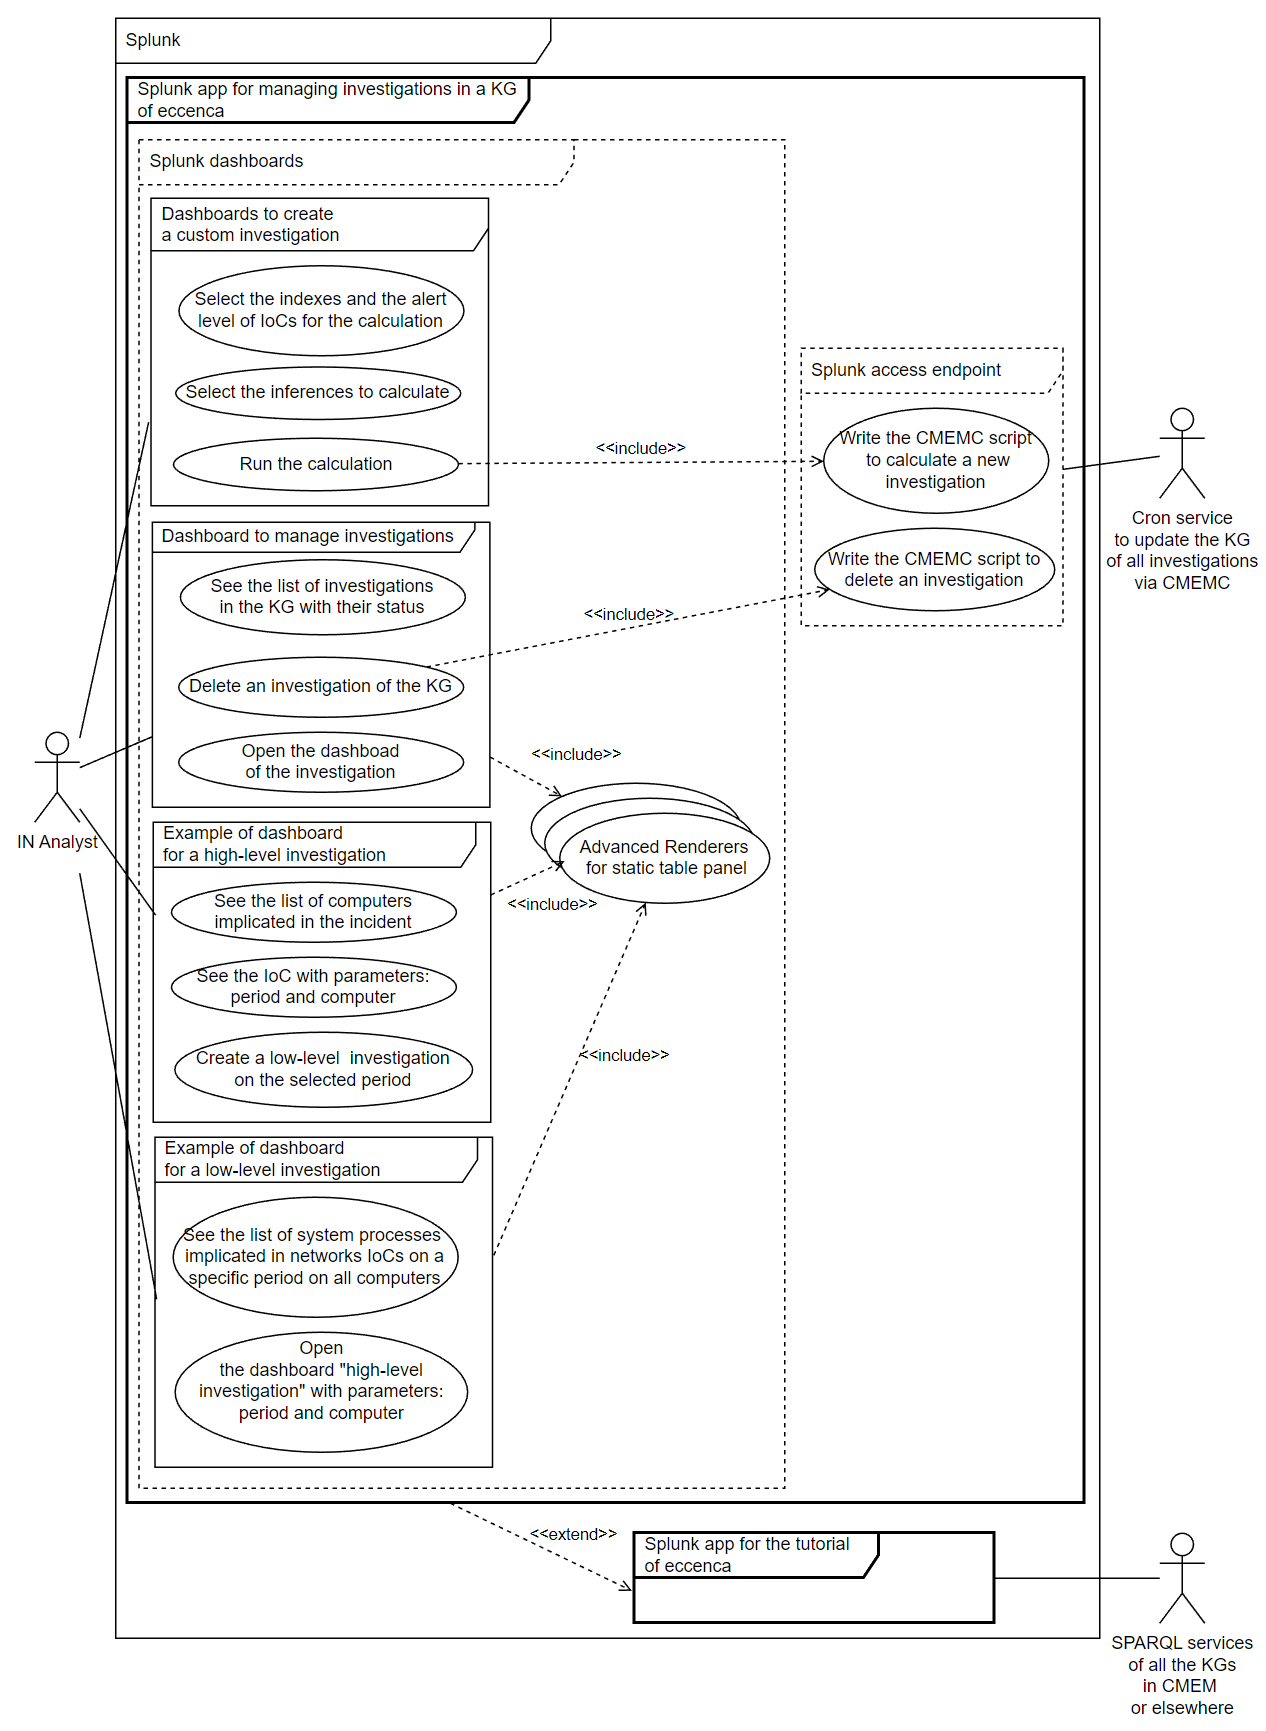 Splunk
Splunk app for managing investigations in a KG
of eccenca
Splunk dashboards
Dashboards to create
a custom investigation
Select the indexes and the alert
level of IoCs for the calculation
Select the inferences to calculate
Run the calculation
<<include>>
Splunk access endpoint
Write the CMEMC script
to calculate a new
investigation
Write the CMEMC script to
delete an investigation
Cron service
to update the KG
of all investigations
via CMEMC
Dashboard to manage investigations
See the list of investigations
in the KG with their status
<<include>>
Delete an investigation of the KG
Open the dashboad
of the investigation
<<include>>
IN Analyst
Advanced Renderers
for static table panel
Example of dashboard
for a high-level investigation
<<include>>
See the list of computers
implicated in the incident
See the IoC with parameters:
period and computer
Create a low-level  investigation
on the selected period
<<include>>
Example of dashboard
for a low-level investigation
See the list of system processes
implicated in networks IoCs on a
specific period on all computers
Open
the dashboard "high-level
investigation" with parameters:
period and computer
<<extend>>
Splunk app for the tutorial
of eccenca
SPARQL services
of all the KGs
in CMEM
or elsewhere